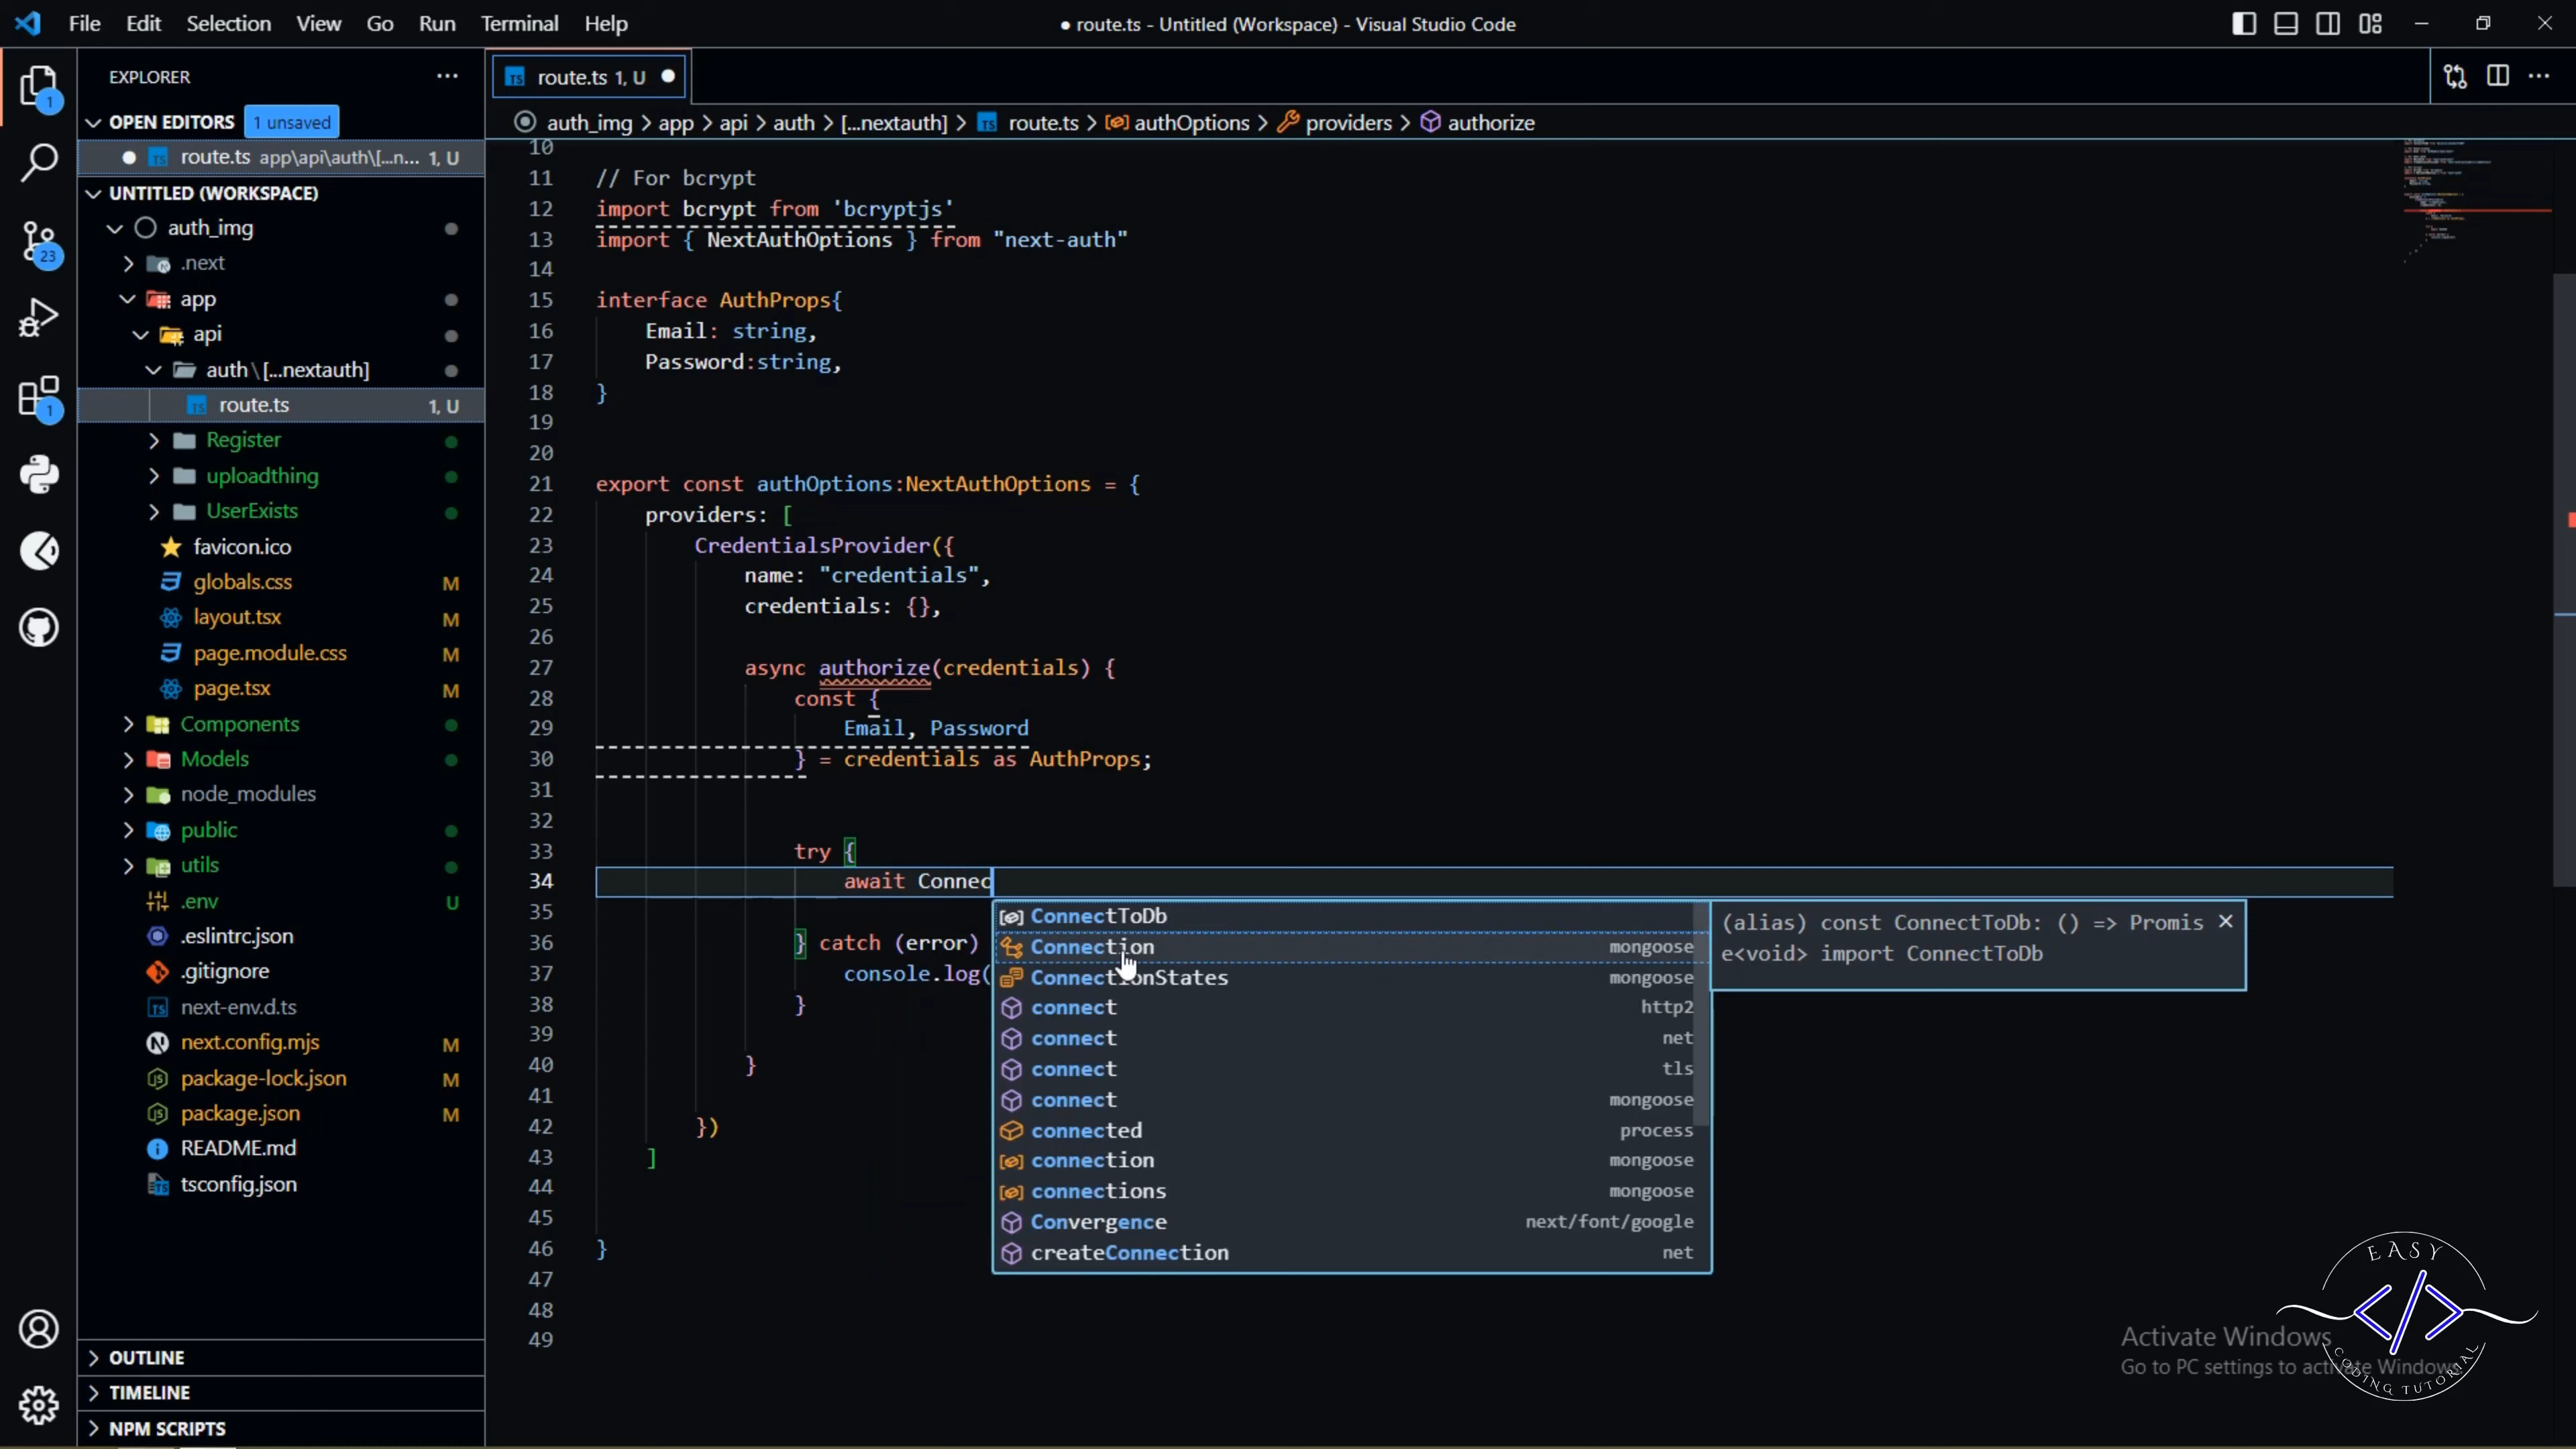 File Edit Selection View Go Run Terminal Help
● route.ts - Untitled (Workspace) - Visual Studio Code
EXPLORER
OPEN EDITORS 1 unsaved
route.ts app\api\auth\[...n... 1, U
UNTITLED (WORKSPACE)
auth_img
.next
app
api
auth\[...nextauth]
route.ts 1, U
Register
uploadthing
UserExists
favicon.ico
globals.css M
layout.tsx M
page.module.css M
page.tsx M
Components
Models
node_modules
public
utils
.env U
.eslintrc.json
.gitignore
next-env.d.ts
next.config.mjs M
package-lock.json M
package.json M
README.md
tsconfig.json
OUTLINE
TIMELINE
NPM SCRIPTS
1
23
1
route.ts 1, U
auth_img > app > api > auth > [...nextauth] > route.ts > authOptions > providers > authorize
10
11 // For bcrypt
12 import bcrypt from 'bcryptjs'
13 import { NextAuthOptions } from "next-auth"
14
15 interface AuthProps{
16 Email: string,
17 Password:string,
18 }
19
20
21 export const authOptions:NextAuthOptions = {
22 providers: [
23 CredentialsProvider({
24 name: "credentials",
25 credentials: {},
26
27 async authorize(credentials) {
28 const {
29 Email, Password
30 } = credentials as AuthProps;
31
32
33 try {
34 await Connec
35
36 } catch (error)
37 console.log(
38 }
39
40 }
41
42 })
43 ]
44
45
46 }
47
48
49
ConnectToDb
Connection mongoose
ConnectionStates mongoose
connect http2
connect net
connect tls
connect mongoose
connected process
connection mongoose
connections mongoose
Convergence next/font/google
createConnection net
(alias) const ConnectToDb: () => Promis
e<void> import ConnectToDb
Activate Windows
Go to PC settings to activate Windows.
EASY
CODING TUTORIAL